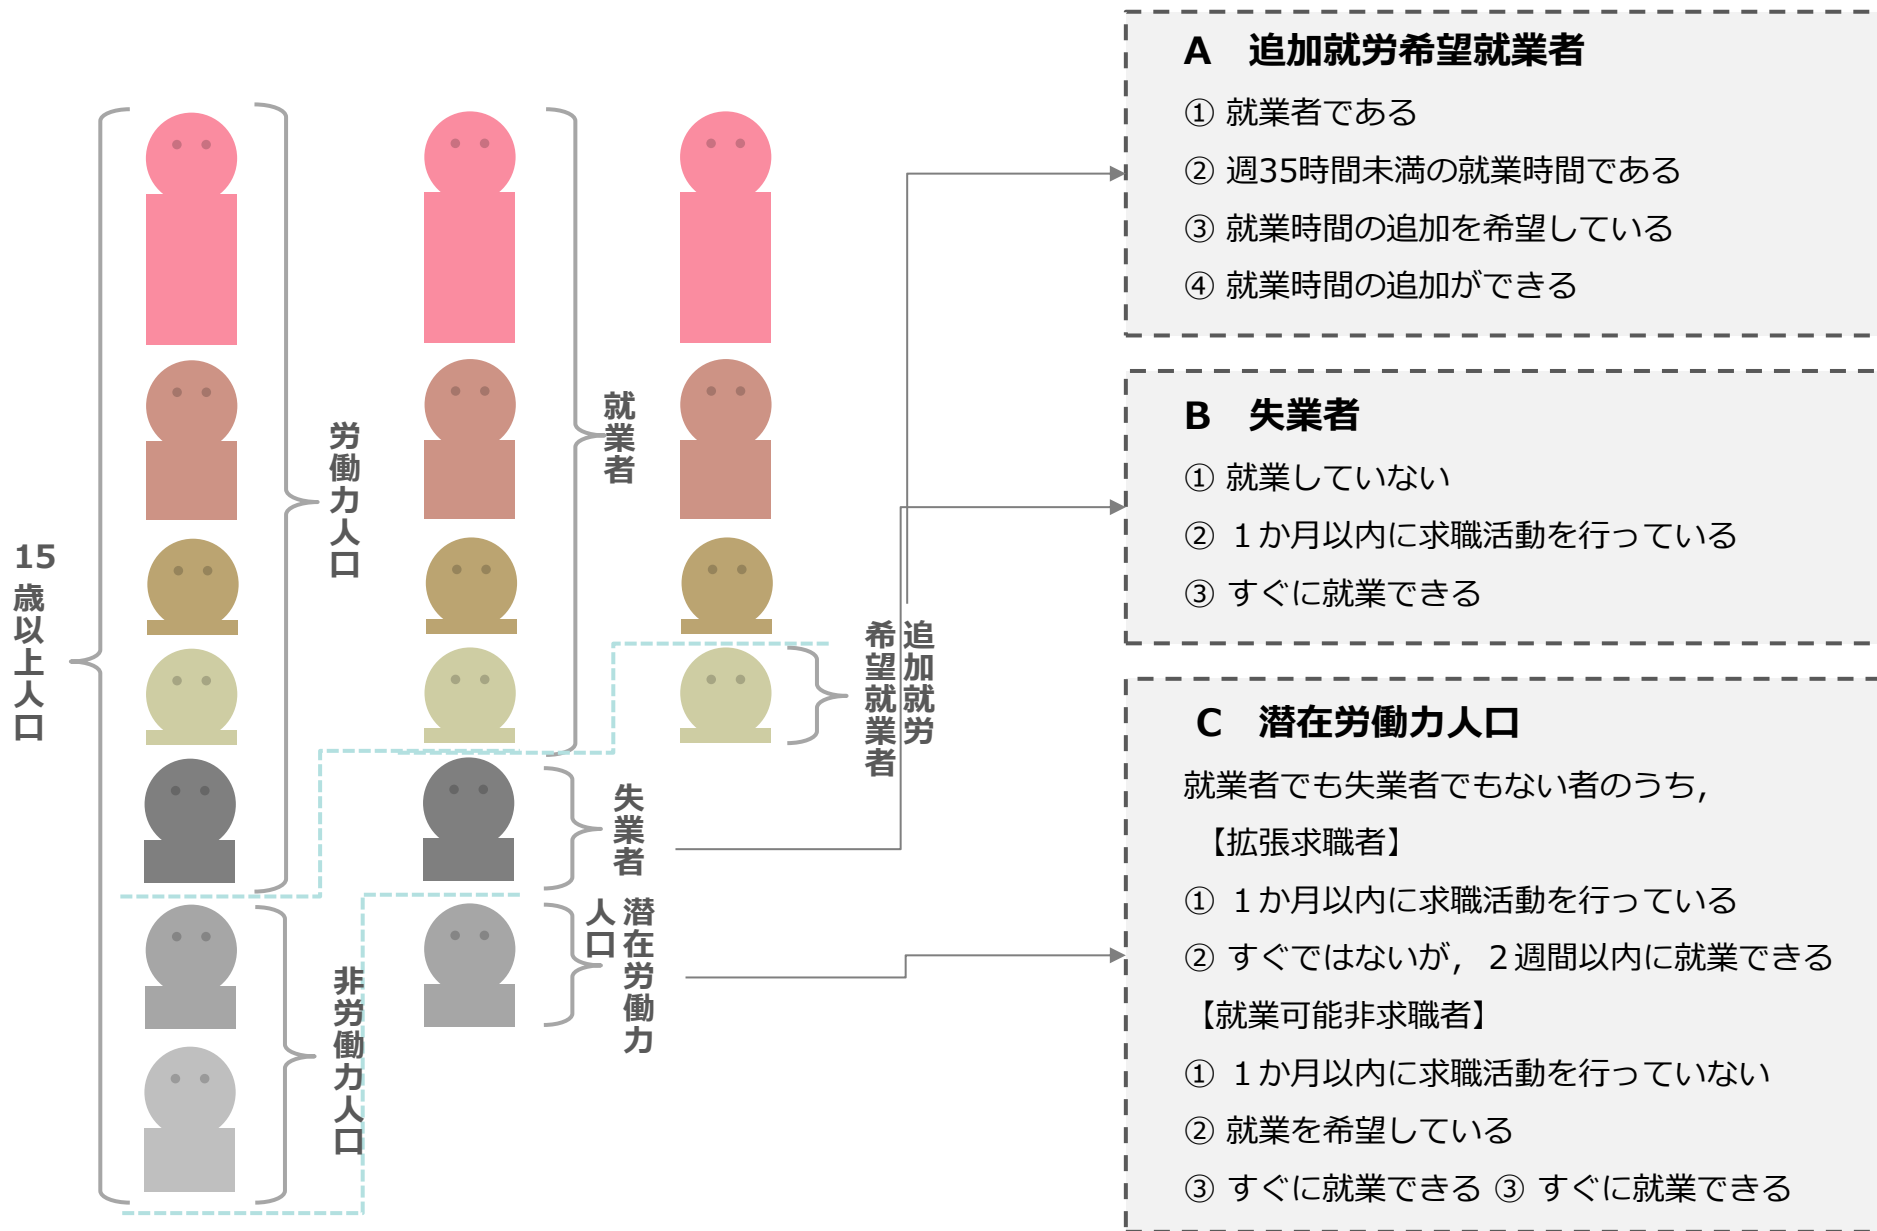 15歳以上人口
労働力人口
非労働力人口
就業者
失業者
潜在労働力
人口
追加就労
希望就業者
A 追加就労希望就業者
① 就業者である
② 週35時間未満の就業時間である
③ 就業時間の追加を希望している
④ 就業時間の追加ができる
B 失業者
① 就業していない
② １か月以内に求職活動を行っている
③ すぐに就業できる
C 潜在労働力人口
就業者でも失業者でもない者のうち，
【拡張求職者】
① １か月以内に求職活動を行っている
② すぐではないが，２週間以内に就業できる
【就業可能非求職者】
① １か月以内に求職活動を行っていない
② 就業を希望している
③ すぐに就業できる ③ すぐに就業できる